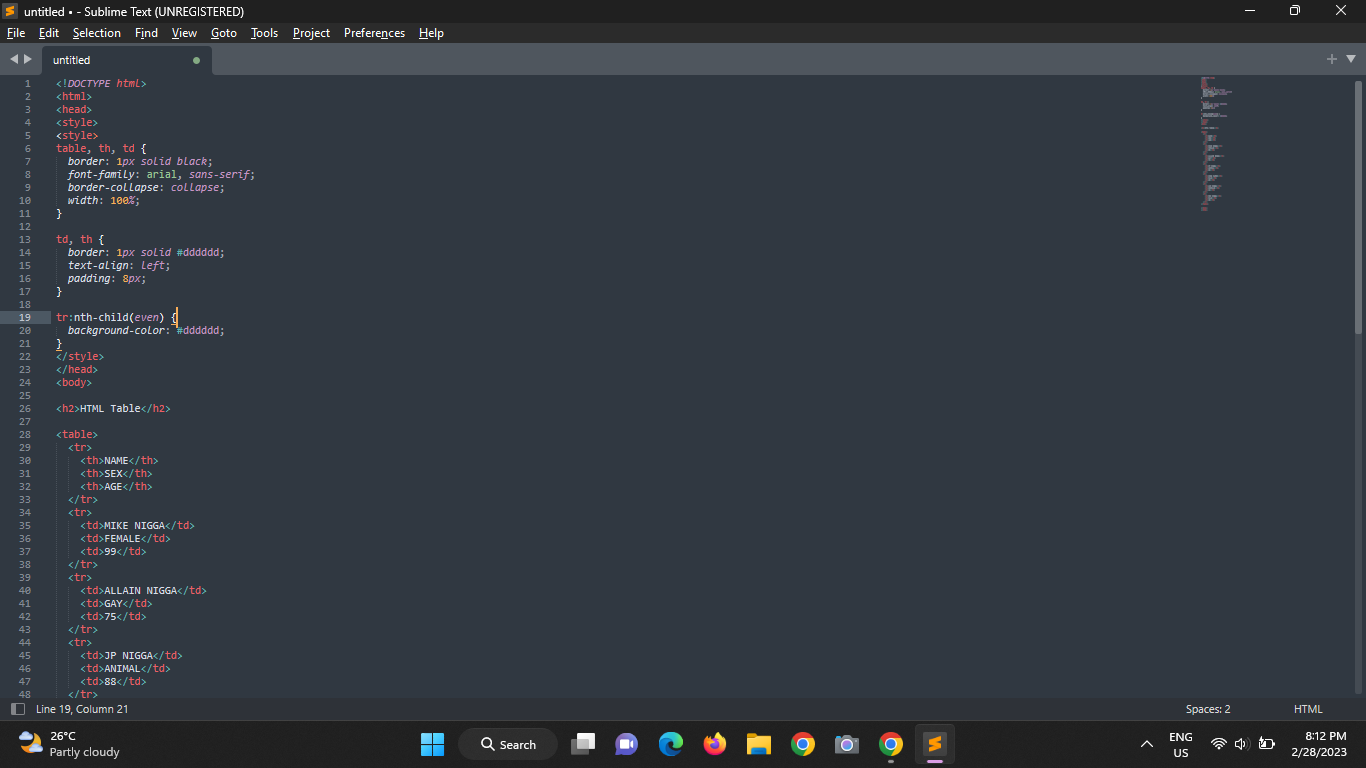 untitled • - Sublime Text (UNREGISTERED)
File Edit Selection Find View Goto Tools Project Preferences Help
untitled
1 <!DOCTYPE html>
2 <html>
3 <head>
4 <style>
5 <style>
6 table, th, td {
7 border: 1px solid black;
8 font-family: arial, sans-serif;
9 border-collapse: collapse;
10 width: 100%;
11 }
12
13 td, th {
14 border: 1px solid #dddddd;
15 text-align: left;
16 padding: 8px;
17 }
18
19 tr:nth-child(even) {
20 background-color: #dddddd;
21 }
22 </style>
23 </head>
24 <body>
25
26 <h2>HTML Table</h2>
27
28 <table>
29 <tr>
30 <th>NAME</th>
31 <th>SEX</th>
32 <th>AGE</th>
33 </tr>
34 <tr>
35 <td>MIKE NIGGA</td>
36 <td>FEMALE</td>
37 <td>99</td>
38 </tr>
39 <tr>
40 <td>ALLAIN NIGGA</td>
41 <td>GAY</td>
42 <td>75</td>
43 </tr>
44 <tr>
45 <td>JP NIGGA</td>
46 <td>ANIMAL</td>
47 <td>88</td>
48 </tr>
Line 19, Column 21 Spaces: 2 HTML
26°C
Partly cloudy
Search
ENG
US
8:12 PM
2/28/2023